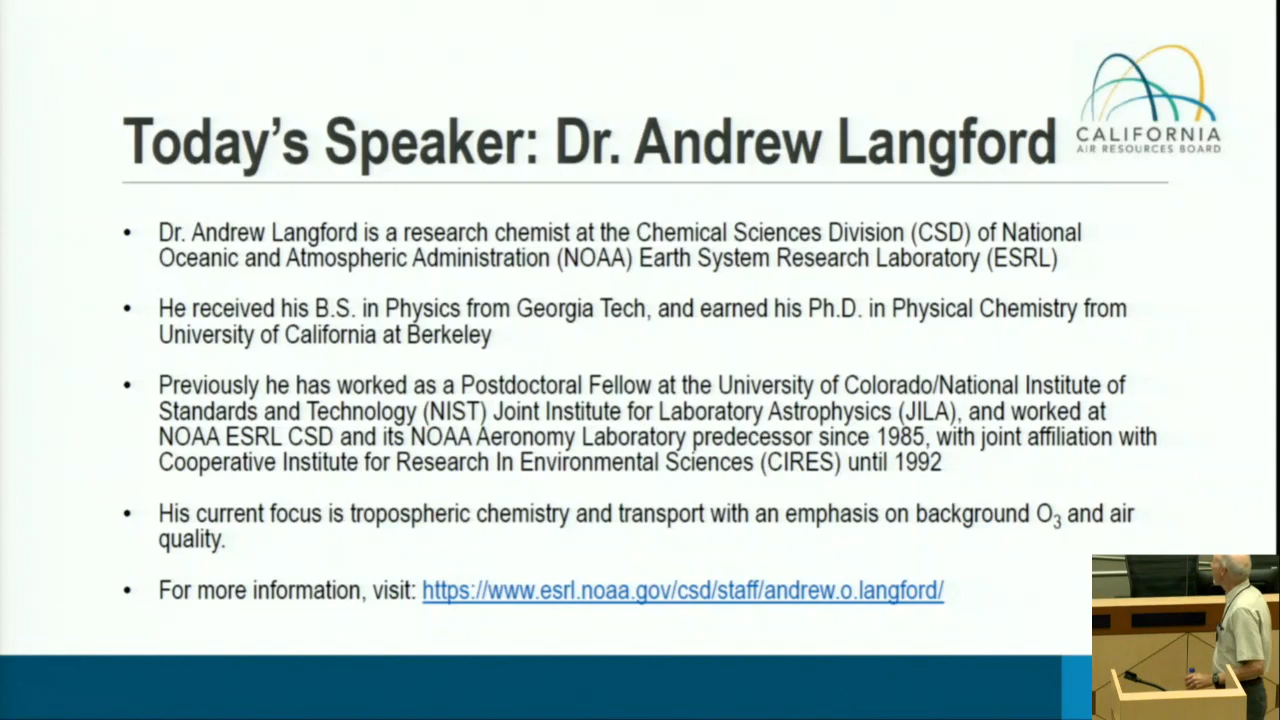 Today's Speaker: Dr. Andrew Langford
CALIFORNIA
AIR RESOURCES BOARD
• Dr. Andrew Langford is a research chemist at the Chemical Sciences Division (CSD) of National
Oceanic and Atmospheric Administration (NOAA) Earth System Research Laboratory (ESRL)
• He received his B.S. in Physics from Georgia Tech, and earned his Ph.D. in Physical Chemistry from
University of California at Berkeley
• Previously he has worked as a Postdoctoral Fellow at the University of Colorado/National Institute of
Standards and Technology (NIST) Joint Institute for Laboratory Astrophysics (JILA), and worked at
NOAA ESRL CSD and its NOAA Aeronomy Laboratory predecessor since 1985, with joint affiliation with
Cooperative Institute for Research In Environmental Sciences (CIRES) until 1992
• His current focus is tropospheric chemistry and transport with an emphasis on background O₃ and air
quality.
• For more information, visit: https://www.esrl.noaa.gov/csd/staff/andrew.o.langford/